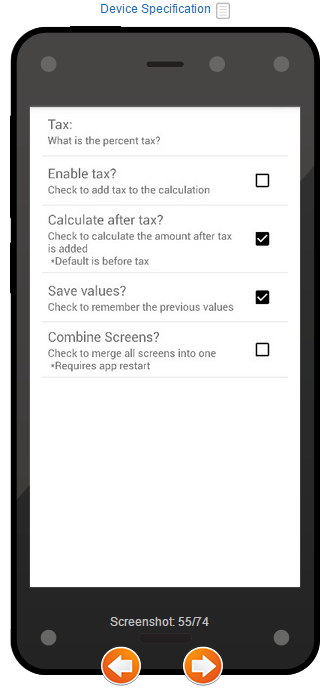 Device Specification
Tax:
What is the percent tax?
Enable tax?
Check to add tax to the calculation
Calculate after tax?
Check to calculate the amount after tax
is added
*Default is before tax
Save values?
Check to remember the previous values
Combine Screens?
Check to merge all screens into one
*Requires app restart
Screenshot: 55/74